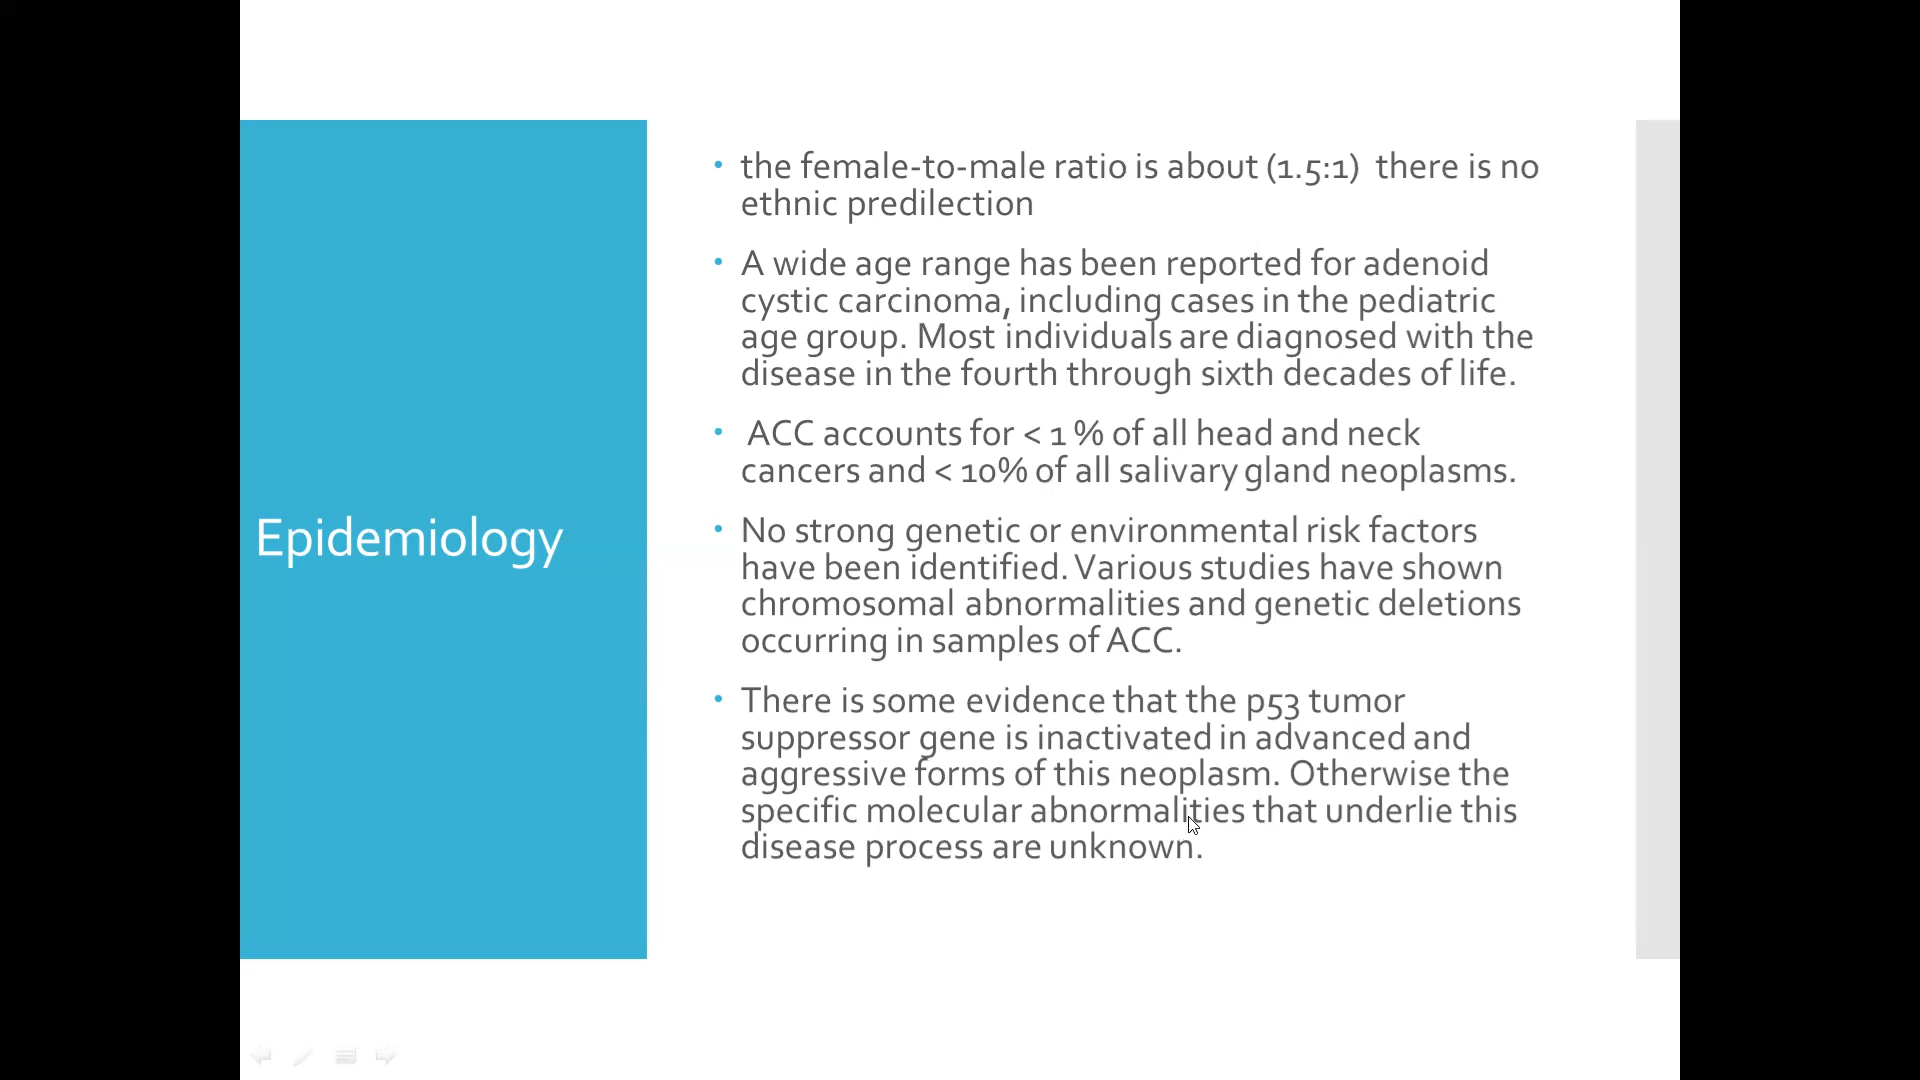 Epidemiology
• the female-to-male ratio is about (1.5:1)  there is no
ethnic predilection
• A wide age range has been reported for adenoid
cystic carcinoma, including cases in the pediatric
age group. Most individuals are diagnosed with the
disease in the fourth through sixth decades of life.
• ACC accounts for < 1 % of all head and neck
cancers and < 10% of all salivary gland neoplasms.
• No strong genetic or environmental risk factors
have been identified. Various studies have shown
chromosomal abnormalities and genetic deletions
occurring in samples of ACC.
• There is some evidence that the p53 tumor
suppressor gene is inactivated in advanced and
aggressive forms of this neoplasm. Otherwise the
specific molecular abnormalities that underlie this
disease process are unknown.